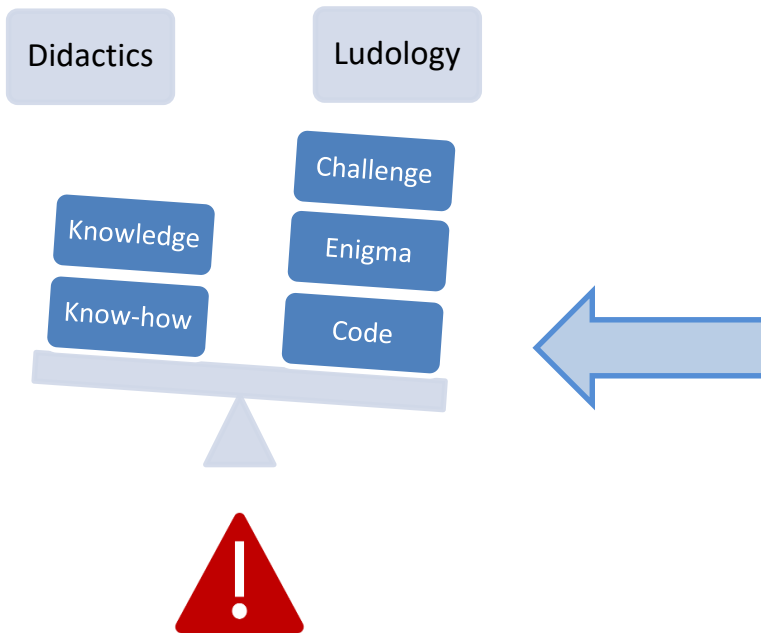 Didactics
Ludology
Challenge
Knowledge
Enigma
Know-how
Code
!